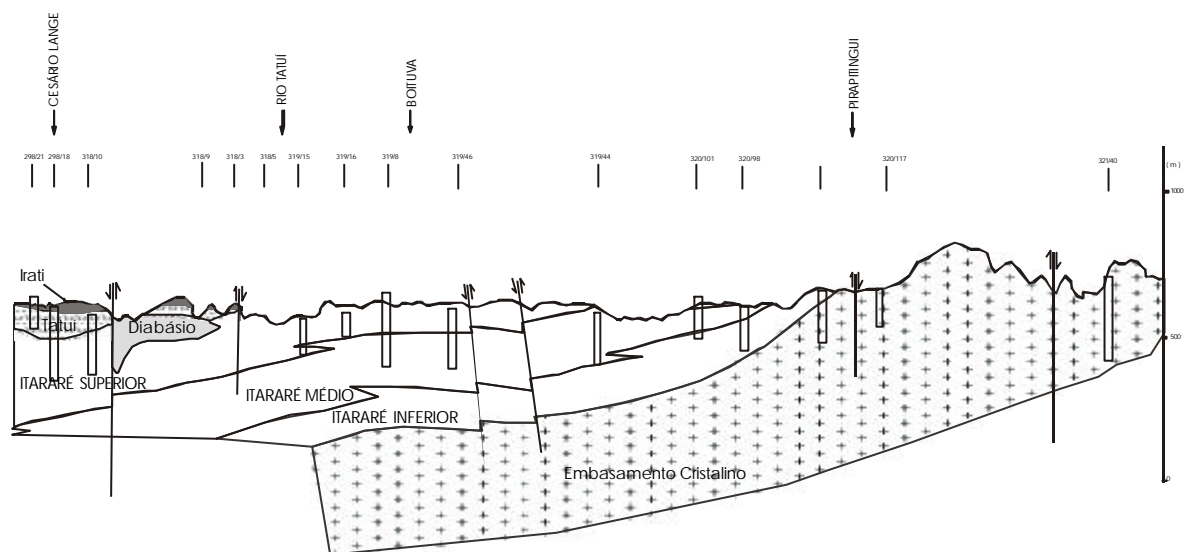 CESÁRIO LANGE
RIO TATUÍ
BOITUVA
PIRAPITINGUI
298/21 298/18 318/10 318/9 318/3 318/5 319/15 319/16 319/8 319/46 319/44 320/101 320/98 320/117 321/40
(m)
1000
Irati
Tatuí
Diabásio
500
ITARARÉ SUPERIOR
ITARARÉ MÉDIO
ITARARÉ INFERIOR
Embasamento Cristalino
0